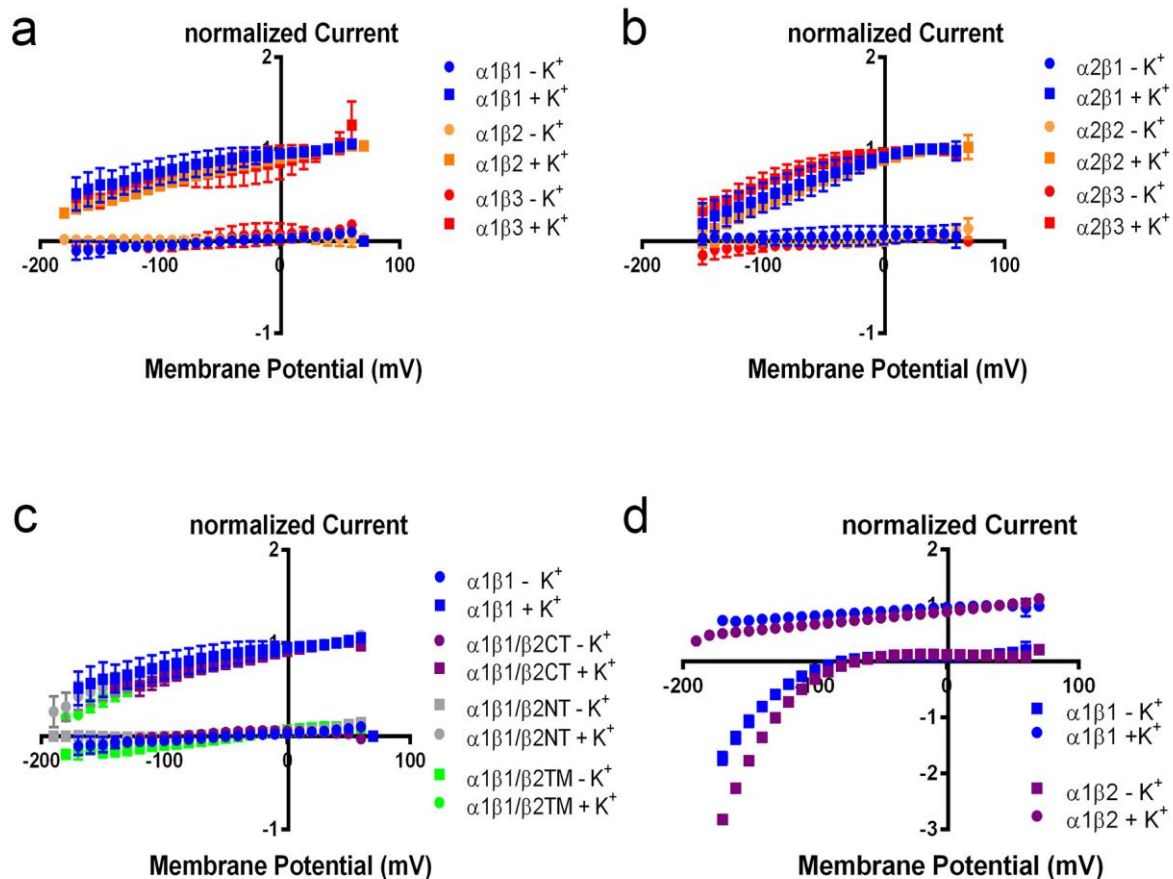 a
normalized Current
2
1
-200
-100
0
100
-1
Membrane Potential (mV)
α1β1 - K⁺
α1β1 + K⁺
α1β2 - K⁺
α1β2 + K⁺
α1β3 - K⁺
α1β3 + K⁺
b
normalized Current
2
1
-200
-100
0
100
-1
Membrane Potential (mV)
α2β1 - K⁺
α2β1 + K⁺
α2β2 - K⁺
α2β2 + K⁺
α2β3 - K⁺
α2β3 + K⁺
c
normalized Current
2
1
-200
-100
0
100
-1
Membrane Potential (mV)
α1β1 - K⁺
α1β1 + K⁺
α1β1/β2CT - K⁺
α1β1/β2CT + K⁺
α1β1/β2NT - K⁺
α1β1/β2NT + K⁺
α1β1/β2TM - K⁺
α1β1/β2TM + K⁺
d
normalized Current
2
1
-200
-100
0
100
-1
-2
-3
Membrane Potential (mV)
α1β1 - K⁺
α1β1 +K⁺
α1β2 - K⁺
α1β2 + K⁺